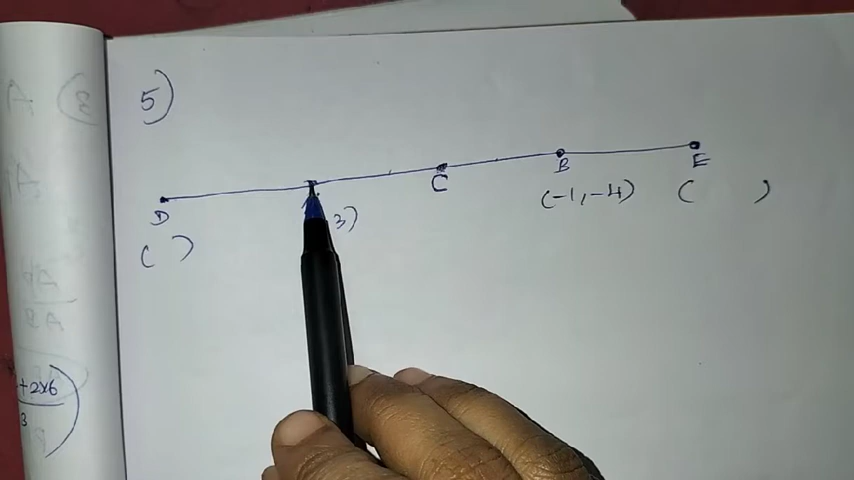 5)
D C B E
3) (-1,-4) ( )
( )
+2x6
3